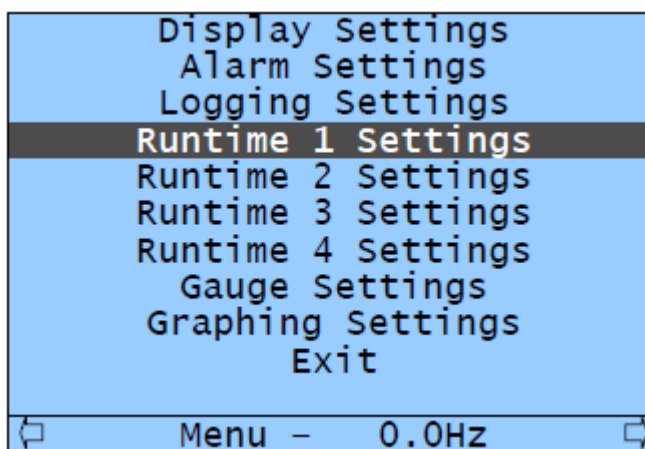 Display Settings
Alarm Settings
Logging Settings
Runtime 1 Settings
Runtime 2 Settings
Runtime 3 Settings
Runtime 4 Settings
Gauge Settings
Graphing Settings
Exit
Menu – 0.0Hz